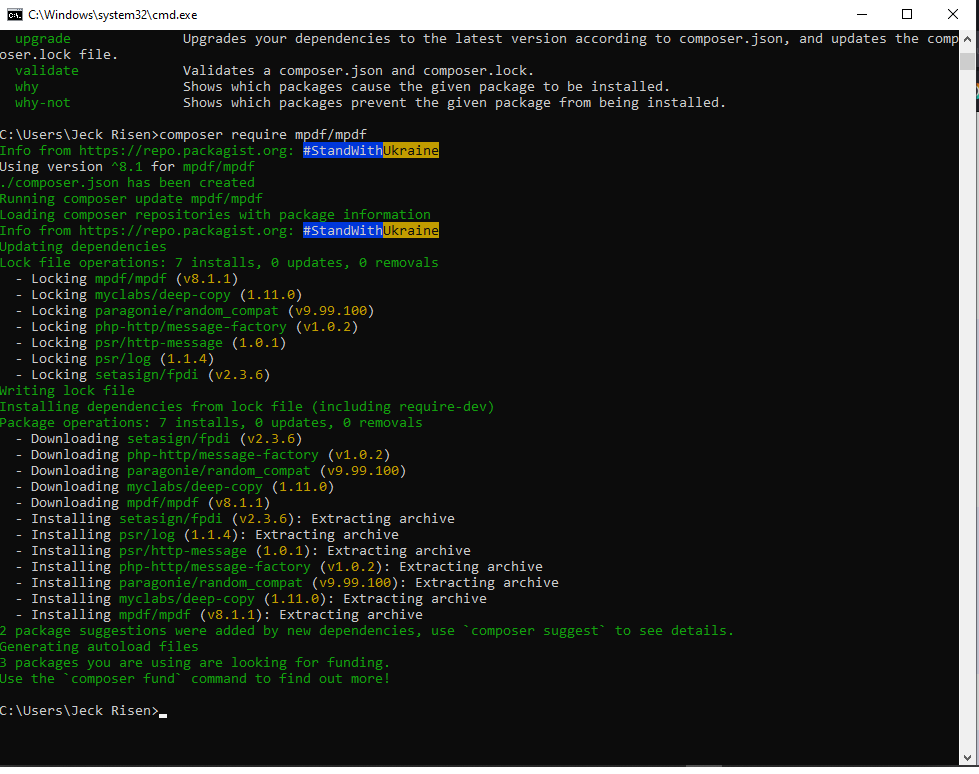 C:\Windows\system32\cmd.exe
upgrade Upgrades your dependencies to the latest version according to composer.json, and updates the comp
oser.lock file.
validate Validates a composer.json and composer.lock.
why Shows which packages cause the given package to be installed.
why-not Shows which packages prevent the given package from being installed.
C:\Users\Jeck Risen>composer require mpdf/mpdf
Info from https://repo.packagist.org: #StandWithUkraine
Using version ^8.1 for mpdf/mpdf
./composer.json has been created
Running composer update mpdf/mpdf
Loading composer repositories with package information
Info from https://repo.packagist.org: #StandWithUkraine
Updating dependencies
Lock file operations: 7 installs, 0 updates, 0 removals
- Locking mpdf/mpdf (v8.1.1)
- Locking myclabs/deep-copy (1.11.0)
- Locking paragonie/random_compat (v9.99.100)
- Locking php-http/message-factory (v1.0.2)
- Locking psr/http-message (1.0.1)
- Locking psr/log (1.1.4)
- Locking setasign/fpdi (v2.3.6)
Writing lock file
Installing dependencies from lock file (including require-dev)
Package operations: 7 installs, 0 updates, 0 removals
- Downloading setasign/fpdi (v2.3.6)
- Downloading php-http/message-factory (v1.0.2)
- Downloading paragonie/random_compat (v9.99.100)
- Downloading myclabs/deep-copy (1.11.0)
- Downloading mpdf/mpdf (v8.1.1)
- Installing setasign/fpdi (v2.3.6): Extracting archive
- Installing psr/log (1.1.4): Extracting archive
- Installing psr/http-message (1.0.1): Extracting archive
- Installing php-http/message-factory (v1.0.2): Extracting archive
- Installing paragonie/random_compat (v9.99.100): Extracting archive
- Installing myclabs/deep-copy (1.11.0): Extracting archive
- Installing mpdf/mpdf (v8.1.1): Extracting archive
2 package suggestions were added by new dependencies, use `composer suggest` to see details.
Generating autoload files
3 packages you are using are looking for funding.
Use the `composer fund` command to find out more!
C:\Users\Jeck Risen>